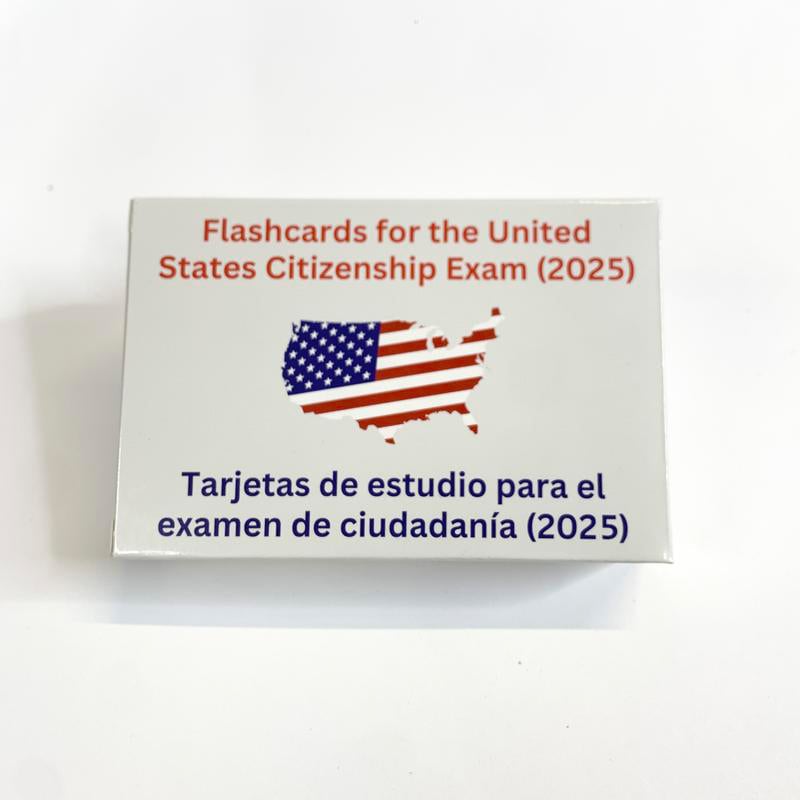 Flashcards for the United
States Citizenship Exam (2025)
Tarjetas de estudio para el
examen de ciudadanía (2025)